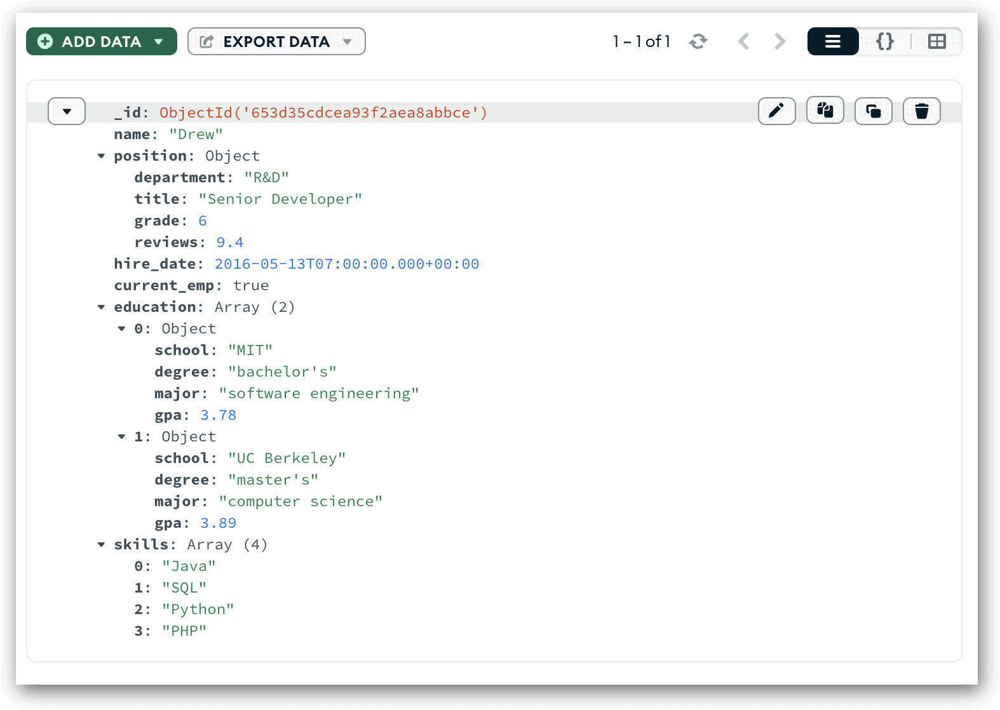 ADD DATA EXPORT DATA 1 – 1 of 1 {}
_id: ObjectId('653d35cdcea93f2aea8abbce')
name: "Drew"
position: Object
department: "R&D"
title: "Senior Developer"
grade: 6
reviews: 9.4
hire_date: 2016-05-13T07:00:00.000+00:00
current_emp: true
education: Array (2)
0: Object
school: "MIT"
degree: "bachelor's"
major: "software engineering"
gpa: 3.78
1: Object
school: "UC Berkeley"
degree: "master's"
major: "computer science"
gpa: 3.89
skills: Array (4)
0: "Java"
1: "SQL"
2: "Python"
3: "PHP"